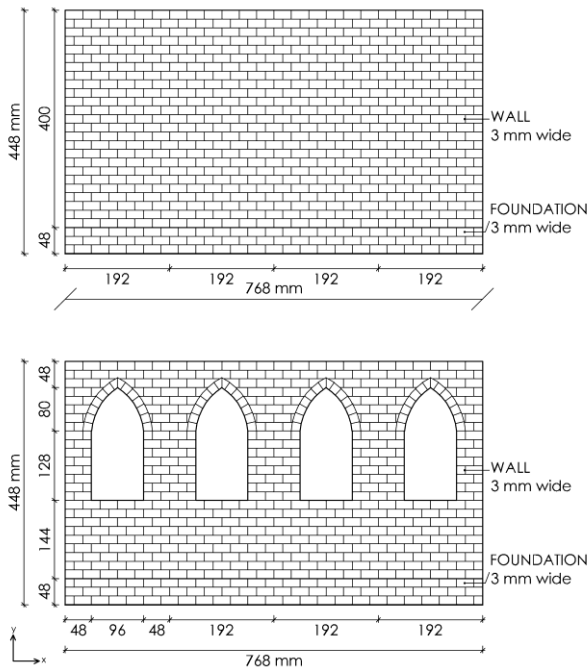 448 mm
400
48
WALL
3 mm wide
FOUNDATION
3 mm wide
192 192 192 192
768 mm
448 mm
48
80
128
144
48
WALL
3 mm wide
FOUNDATION
3 mm wide
48 96 48 192 192 192
768 mm
Y
X